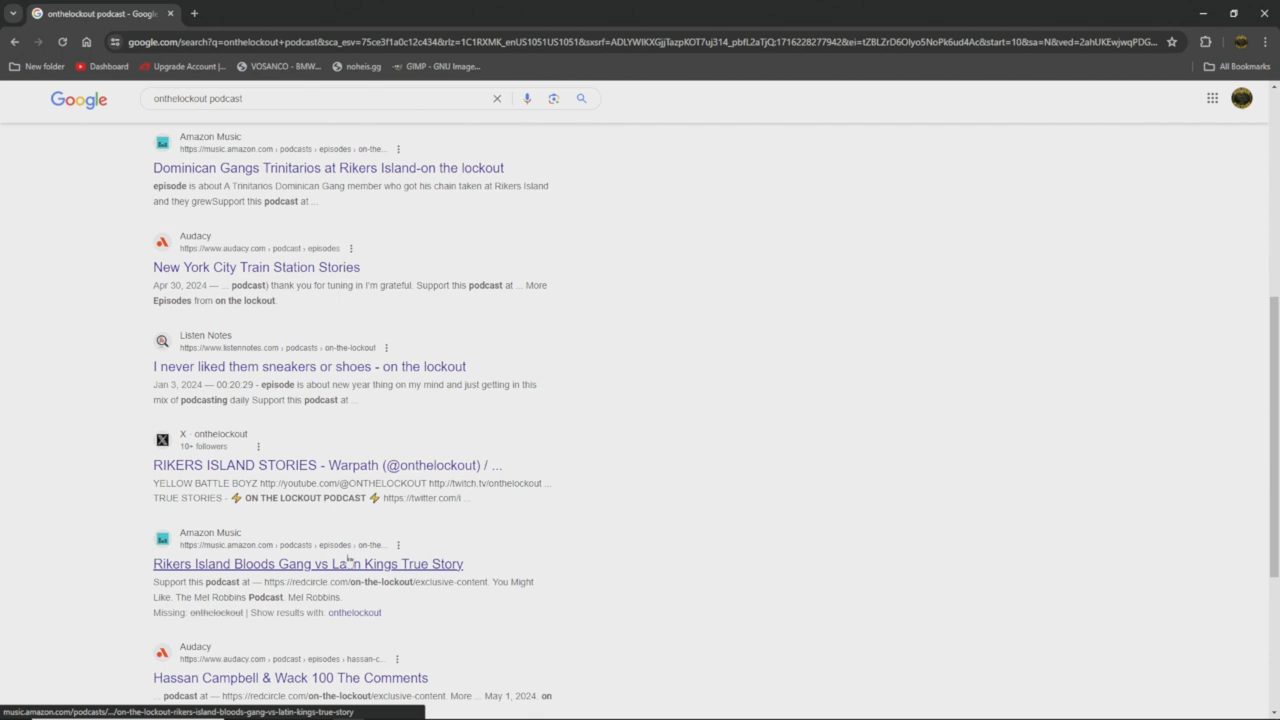 onthelockout podcast - Google
google.com/search?q=onthelockout+podcast&sca_esv=75ce3f1a0c12c434&rlz=1C1RXMK_enUS1051US1051&sxsrf=
New folder
Dashboard
Upgrade Account |...
VOSANCO - BMW...
noheis.gg
GIMP - GNU Image...
All Bookmarks
Google
onthelockout podcast
Amazon Music
https://music.amazon.com › podcasts › episodes › on-the...
Dominican Gangs Trinitarios at Rikers Island-on the lockout
episode is about A Trinitarios Dominican Gang member who got his chain taken at Rikers Island
and they grewSupport this podcast at ...
Audacy
https://www.audacy.com › podcast › episodes
New York City Train Station Stories
Apr 30, 2024 — ... podcast) thank you for tuning in I'm grateful. Support this podcast at ... More
Episodes from on the lockout.
Listen Notes
https://www.listennotes.com › podcasts › on-the-lockout
I never liked them sneakers or shoes - on the lockout
Jan 3, 2024 — 00:20:29 - episode is about new year thing on my mind and just getting in this
mix of podcasting daily Support this podcast at ...
X · onthelockout
10+ followers
RIKERS ISLAND STORIES - Warpath (@onthelockout) / ...
YELLOW BATTLE BOYZ http://youtube.com/@ONTHELOCKOUT http://twitch.tv/onthelockout ...
TRUE STORIES - ⚡ ON THE LOCKOUT PODCAST ⚡ https://twitter.com/i ...
Amazon Music
https://music.amazon.com › podcasts › episodes › on-the...
Rikers Island Bloods Gang vs Latin Kings True Story
Support this podcast at — https://redcircle.com/on-the-lockout/exclusive-content. You Might
Like. The Mel Robbins Podcast. Mel Robbins.
Missing: onthelockout | Show results with: onthelockout
Audacy
https://www.audacy.com › podcast › episodes › hassan-c...
Hassan Campbell & Wack 100 The Comments
... podcast at — https://redcircle.com/on-the-lockout/exclusive-content. More ... May 1, 2024. on
music.amazon.com/podcasts/.../on-the-lockout-rikers-island-bloods-gang-vs-latin-kings-true-story